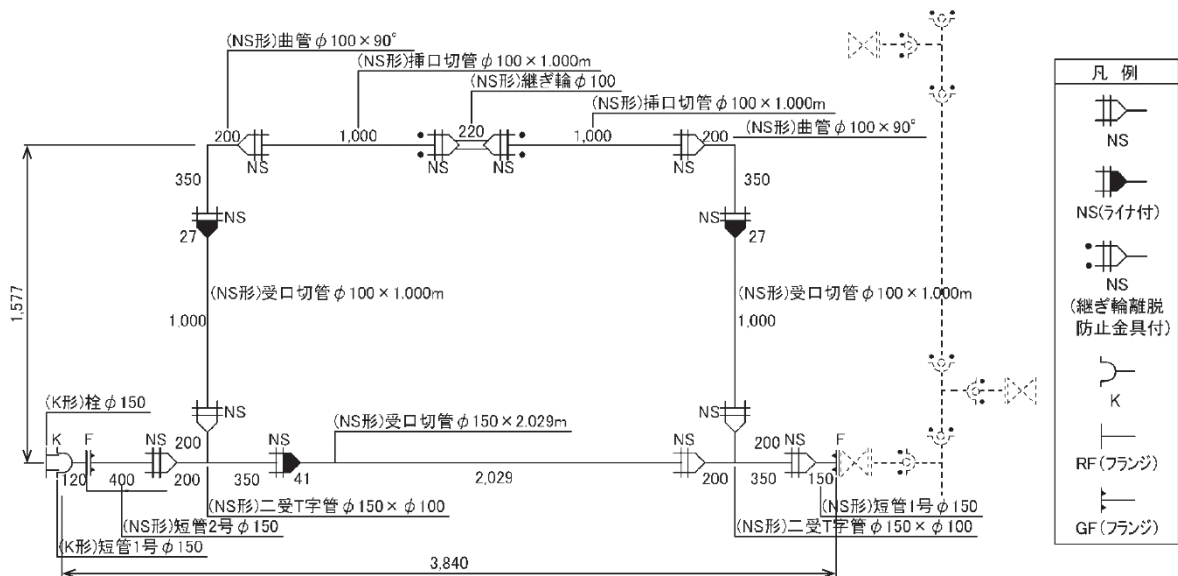 (NS形)曲管φ100×90°
(NS形)挿口切管φ100×1.000m
(NS形)継ぎ輪φ100
(NS形)挿口切管φ100×1.000m
(NS形)曲管φ100×90°
200
1,000
220
1,000
200
NS
NS
NS
NS
350
350
NS
NS
27
27
1,577
(NS形)受口切管φ100×1.000m
(NS形)受口切管φ100×1.000m
1,000
1,000
NS
NS
(K形)栓φ150
(NS形)受口切管φ150×2.029m
K
F
NS
200
NS
NS
200
NS
F
120
400
200
350
41
2,029
200
350
150
(NS形)二受T字管φ150×φ100
(NS形)短管1号φ150
(NS形)短管2号φ150
(NS形)二受T字管φ150×φ100
(K形)短管1号φ150
3,840
凡 例
NS
NS(ライナ付)
NS
(継ぎ輪離脱
防止金具付)
K
RF(フランジ)
GF(フランジ)